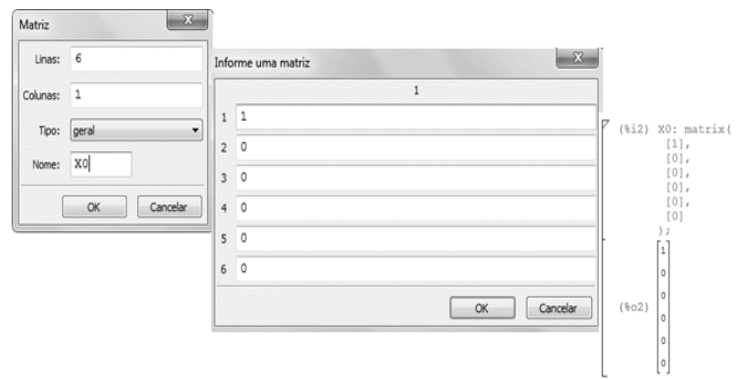 Matriz
X
Linas: 6
Colunas: 1
Tipo: geral
Nome: X0
OK Cancelar
Informe uma matriz
X
1
1 1
2 0
3 0
4 0
5 0
6 0
OK Cancelar
(%i2) X0: matrix(
[1],
[0],
[0],
[0],
[0],
[0]
);
(%o2)
1
0
0
0
0
0